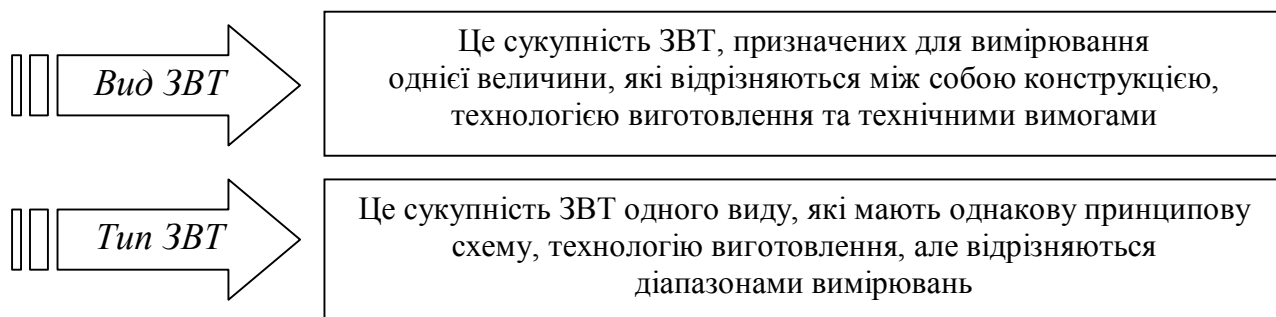 Вид ЗВТ
Це сукупність ЗВТ, призначених для вимірювання
однієї величини, які відрізняються між собою конструкцією,
технологією виготовлення та технічними вимогами
Тип ЗВТ
Це сукупність ЗВТ одного виду, які мають однакову принципову
схему, технологію виготовлення, але відрізняються
діапазонами вимірювань